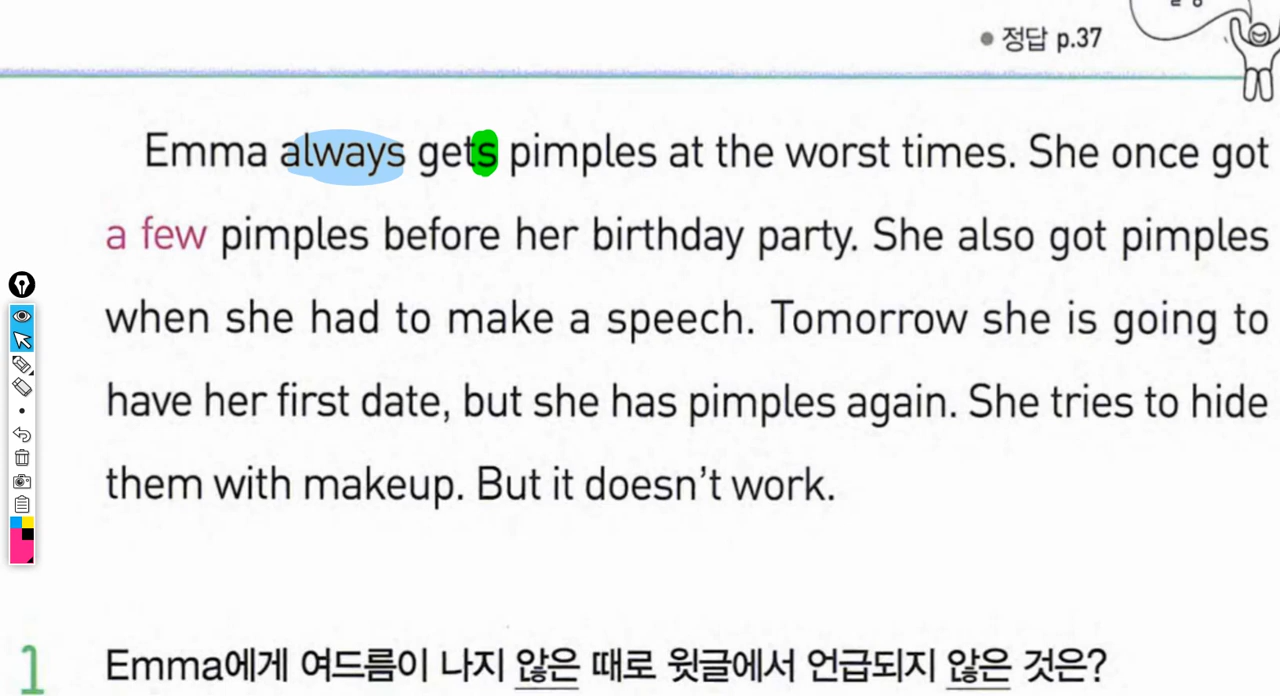 ● 정답 p.37
Emma always gets pimples at the worst times. She once got
a few pimples before her birthday party. She also got pimples
when she had to make a speech. Tomorrow she is going to
have her first date, but she has pimples again. She tries to hide
them with makeup. But it doesn't work.
1 Emma에게 여드름이 나지 않은 때로 윗글에서 언급되지 않은 것은?